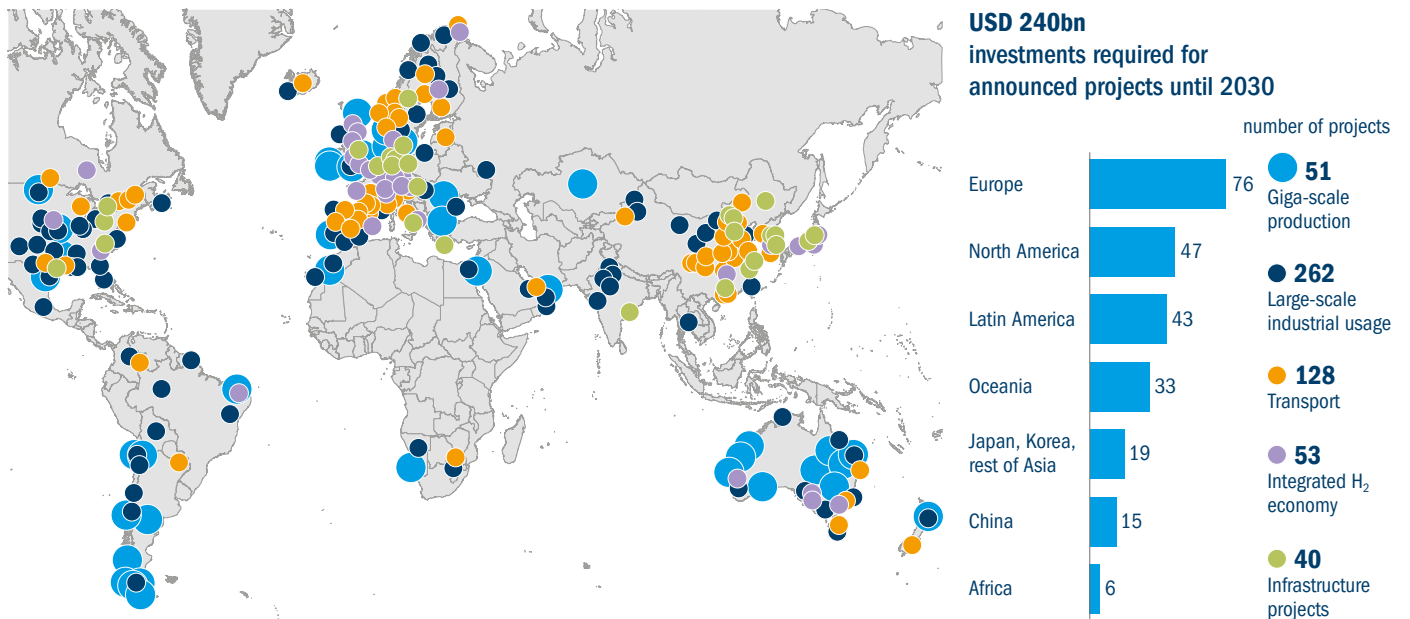 USD 240bn
investments required for
announced projects until 2030
number of projects
Europe
76
North America
47
Latin America
43
Oceania
33
Japan, Korea,
rest of Asia
19
China
15
Africa
6
51
Giga-scale
production
262
Large-scale
industrial usage
128
Transport
53
Integrated H₂
economy
40
Infrastructure
projects